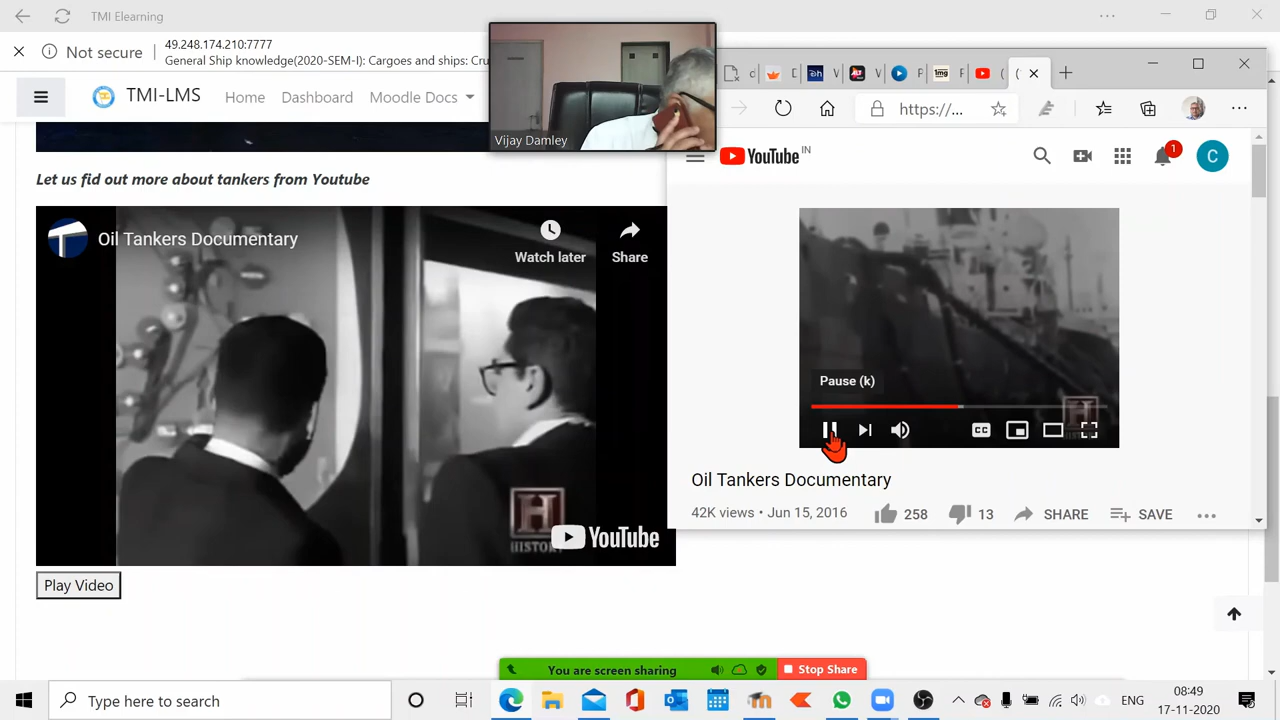 TMI Elearning
Not secure
49.248.174.210:7777
General Ship knowledge(2020-SEM-I): Cargoes and ships: Cru
https://...
TMI-LMS
Home
Dashboard
Moodle Docs
Vijay Damley
YouTube IN
1
C
Let us fid out more about tankers from Youtube
Oil Tankers Documentary
Watch later
Share
H
HISTORY
YouTube
Pause (k)
CC
Oil Tankers Documentary
42K views • Jun 15, 2016
258
13
SHARE
SAVE
Play Video
You are screen sharing
Stop Share
Type here to search
ENG
08:49
17-11-2020